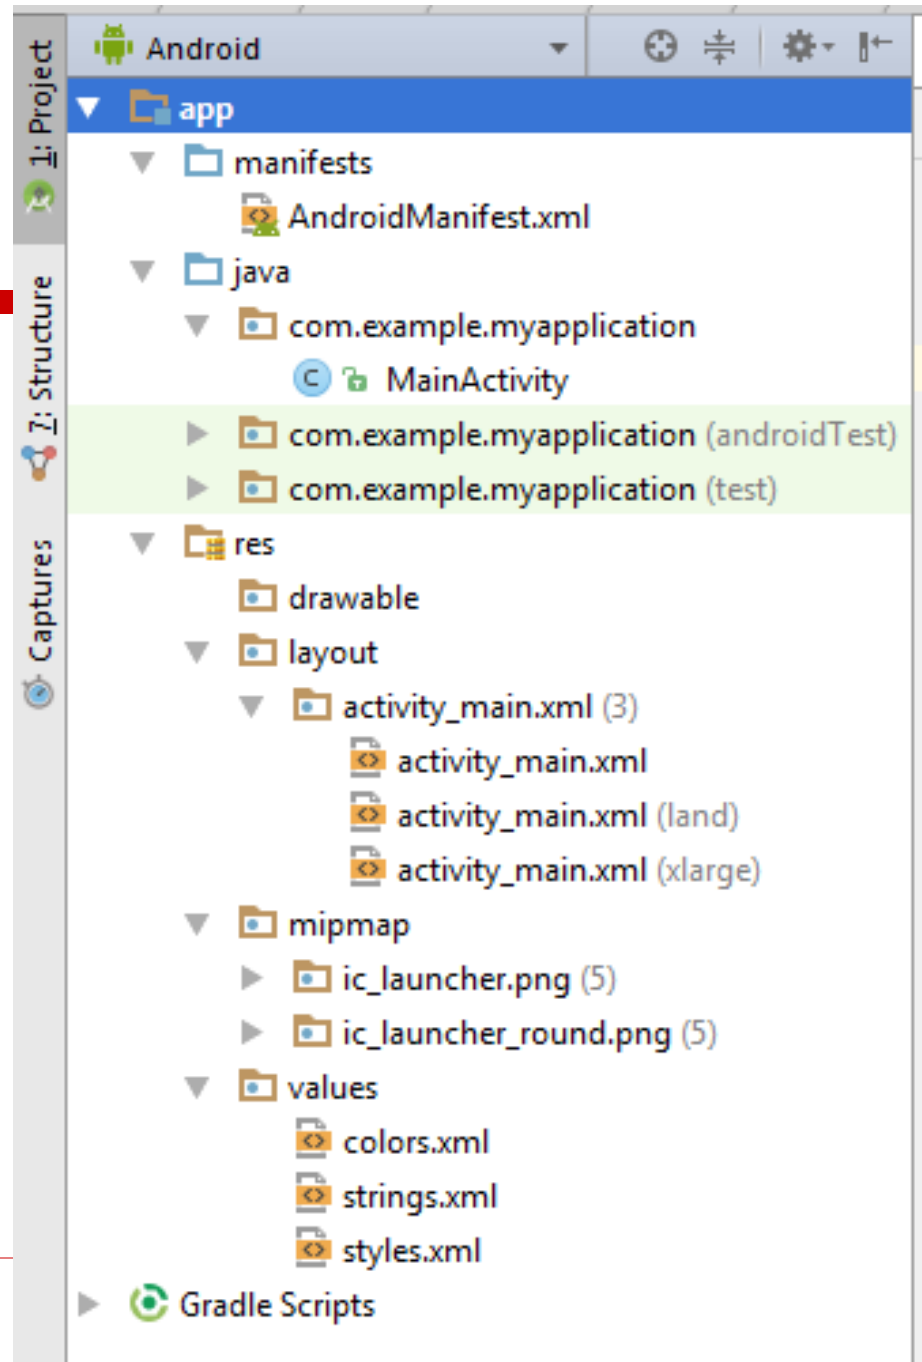 Android
1: Project
7: Structure
Captures
app
manifests
AndroidManifest.xml
java
com.example.myapplication
MainActivity
com.example.myapplication (androidTest)
com.example.myapplication (test)
res
drawable
layout
activity_main.xml (3)
activity_main.xml
activity_main.xml (land)
activity_main.xml (xlarge)
mipmap
ic_launcher.png (5)
ic_launcher_round.png (5)
values
colors.xml
strings.xml
styles.xml
Gradle Scripts